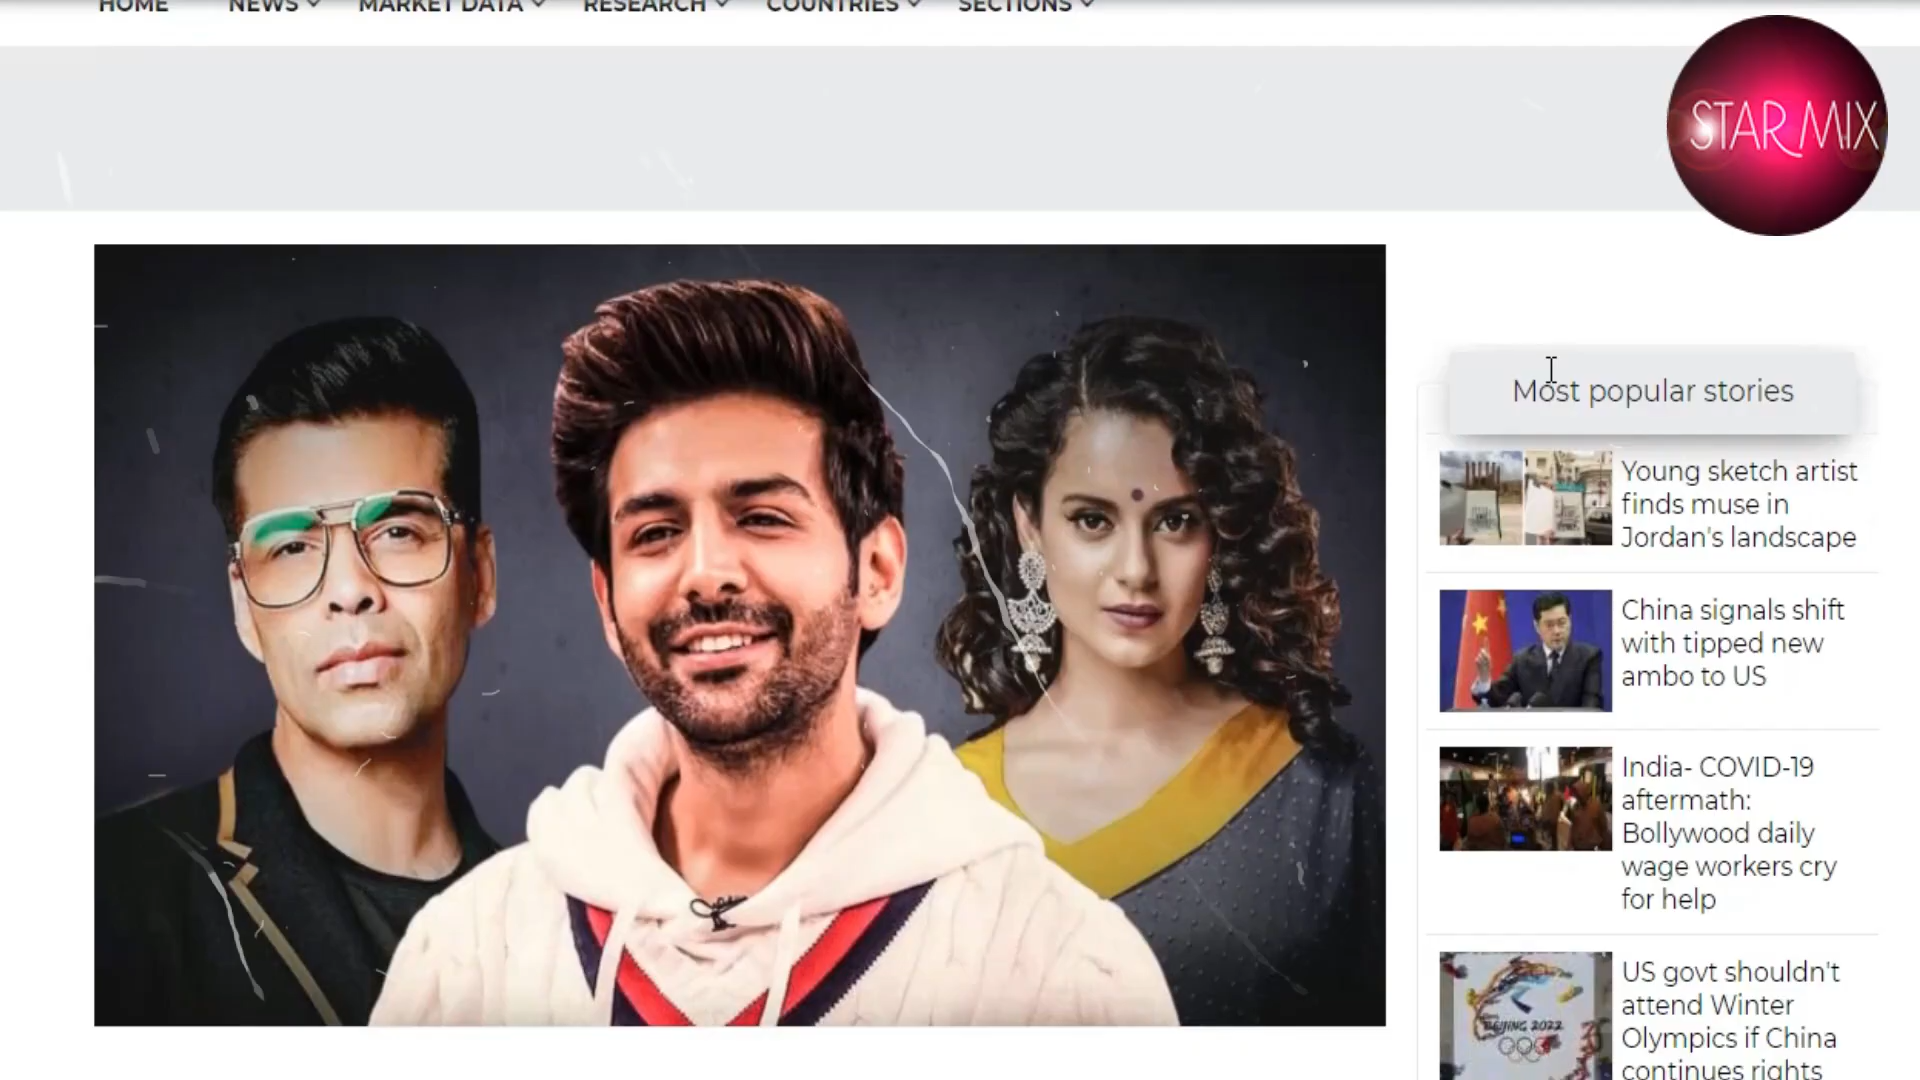 HOME NEWS MARKET DATA RESEARCH COUNTRIES SECTIONS
STAR MIX
Most popular stories
Young sketch artist
finds muse in
Jordan's landscape
China signals shift
with tipped new
ambo to US
India- COVID-19
aftermath:
Bollywood daily
wage workers cry
for help
US govt shouldn't
attend Winter
Olympics if China
continues rights
BEIJING 2022